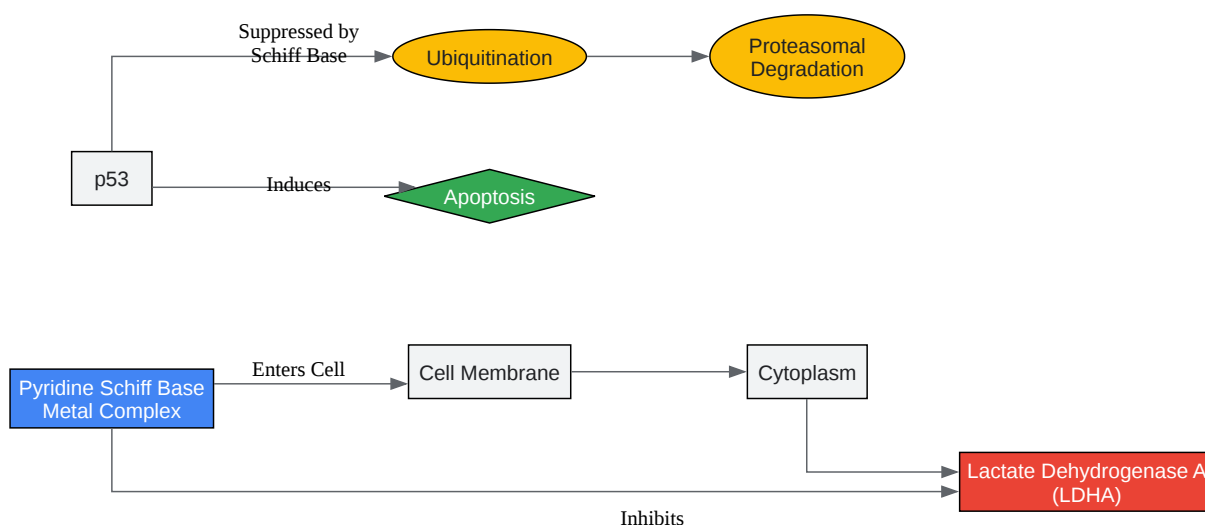 Suppressed by
Schiff Base
Ubiquitination
Proteasomal
Degradation
p53
Induces
Apoptosis
Pyridine Schiff Base
Metal Complex
Enters Cell
Cell Membrane
Cytoplasm
Lactate Dehydrogenase A
(LDHA)
Inhibits